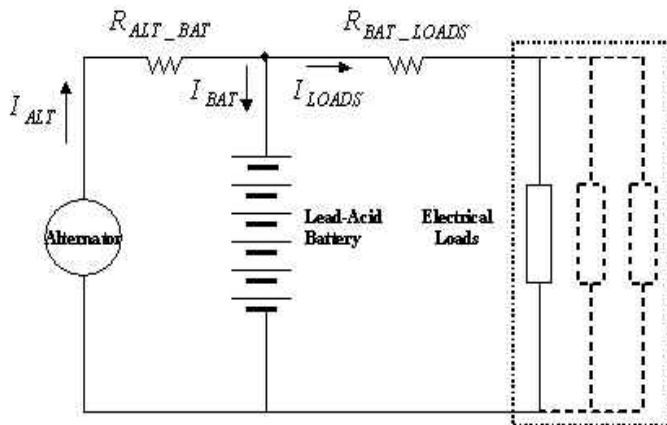 R_ALT_BAT
R_BAT_LOADS
I_ALT
I_BAT
I_LOADS
Alternator
Lead-Acid
Battery
Electrical
Loads